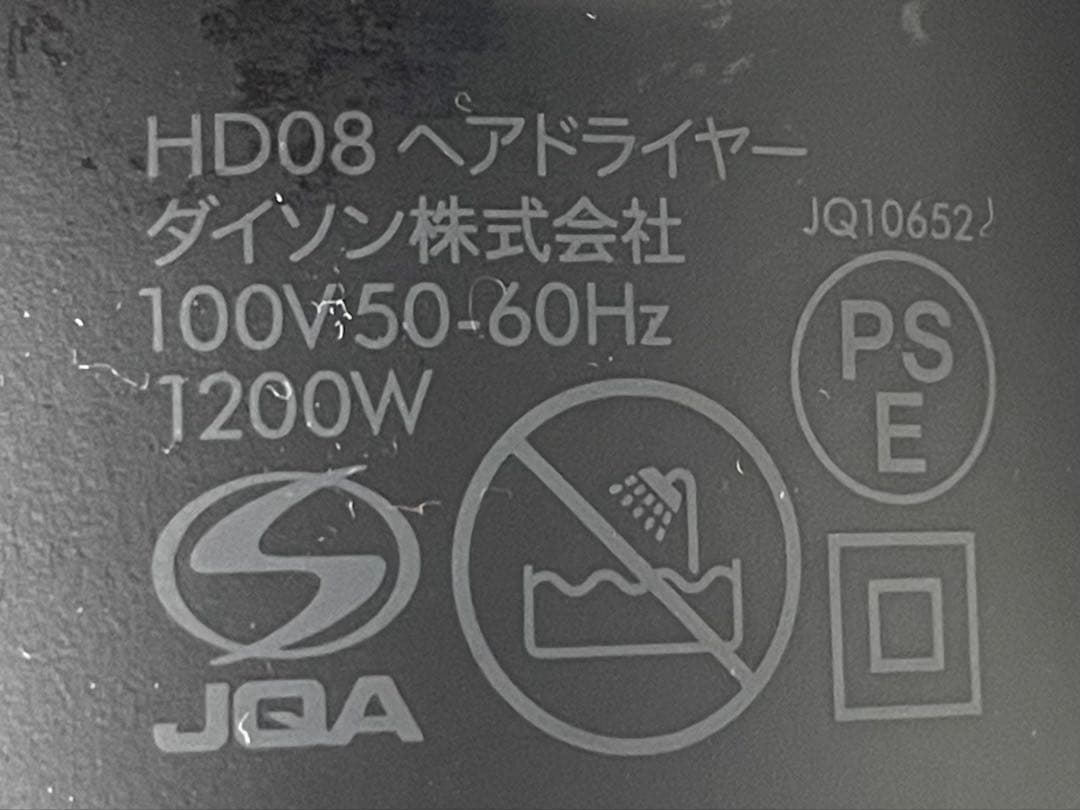 HD08 ヘアドライヤー
ダイソン株式会社
100V 50-60Hz
1200W
JQA
JQ10652
PS
E